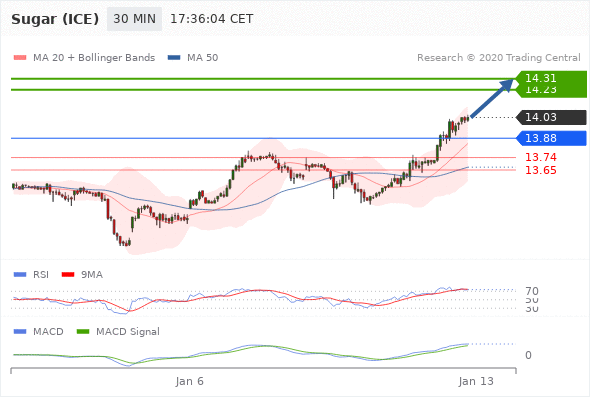 Sugar (ICE) 30 MIN 17:36:04 CET
MA 20 + Bollinger Bands MA 50 Research © 2020 Trading Central
14.31
14.23
14.03
13.88
13.74
13.65
RSI 9MA
70
50
30
MACD MACD Signal
0
Jan 6 Jan 13